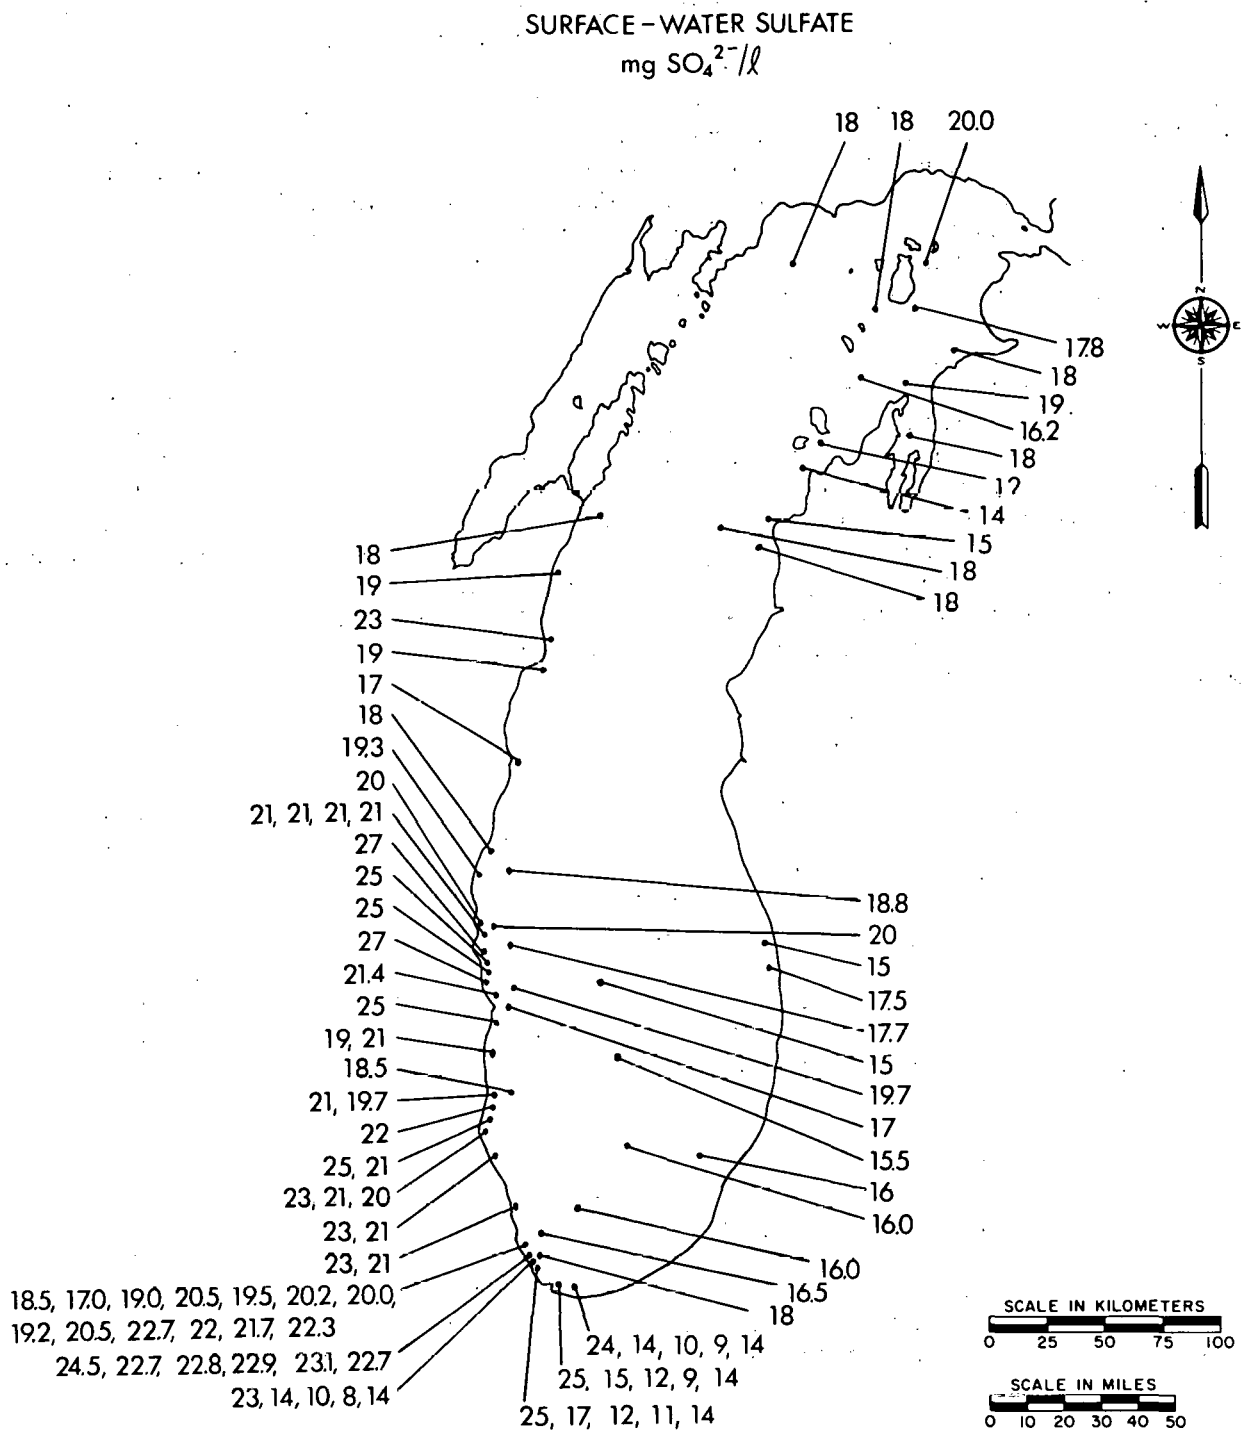 SURFACE-WATER SULFATE
mg SO₄²⁻/l
18 18 20.0
N
W E
S
17.8
18
19
16.2
18
17
14
15
18
18
18
19
23
19
17
18
19.3
20
21, 21, 21, 21
27
25
25
27
21.4
25
19, 21
18.5
21, 19.7
22
25, 21
23, 21, 20
23, 21
23, 21
18.5, 17.0, 19.0, 20.5, 19.5, 20.2, 20.0,
19.2, 20.5, 22.7, 22, 21.7, 22.3
24.5, 22.7, 22.8, 22.9 23.1, 22.7
23, 14, 10, 8, 14
18.8
20
15
17.5
17.7
15
19.7
17
15.5
16
16.0
16.0
16.5
18
24, 14, 10, 9, 14
25, 15, 12, 9, 14
25, 17, 12, 11, 14
SCALE IN KILOMETERS
0 25 50 75 100
SCALE IN MILES
0 10 20 30 40 50